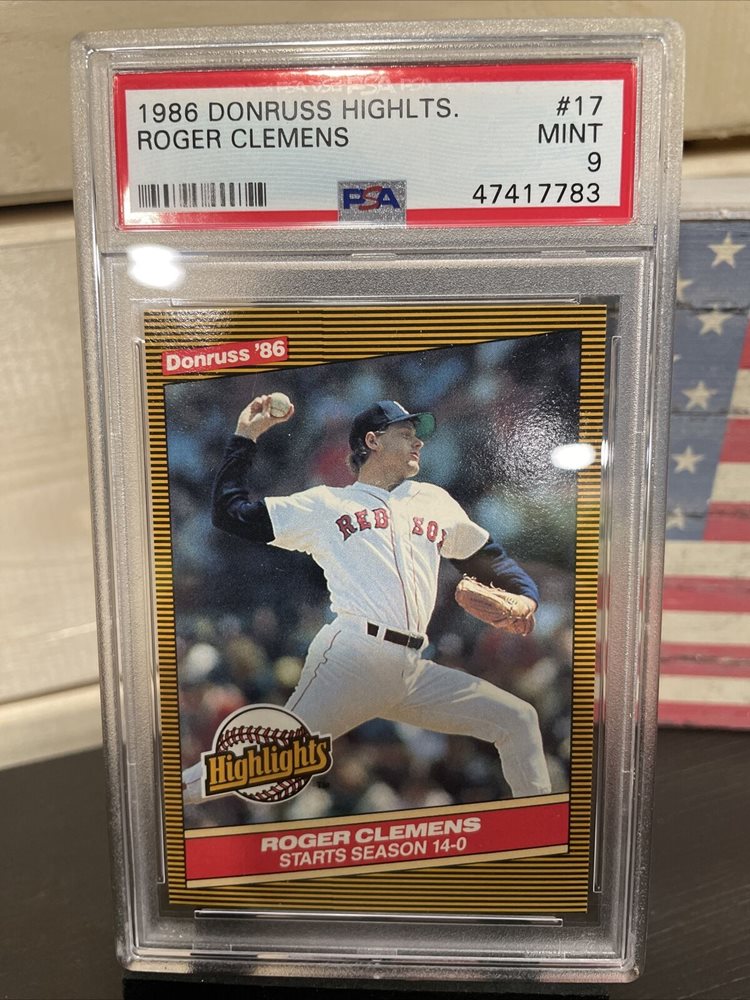 1986 DONRUSS HIGHLTS. #17
ROGER CLEMENS MINT
9
PSA 47417783
Donruss '86
RED SOX
Highlights
ROGER CLEMENS
STARTS SEASON 14-0